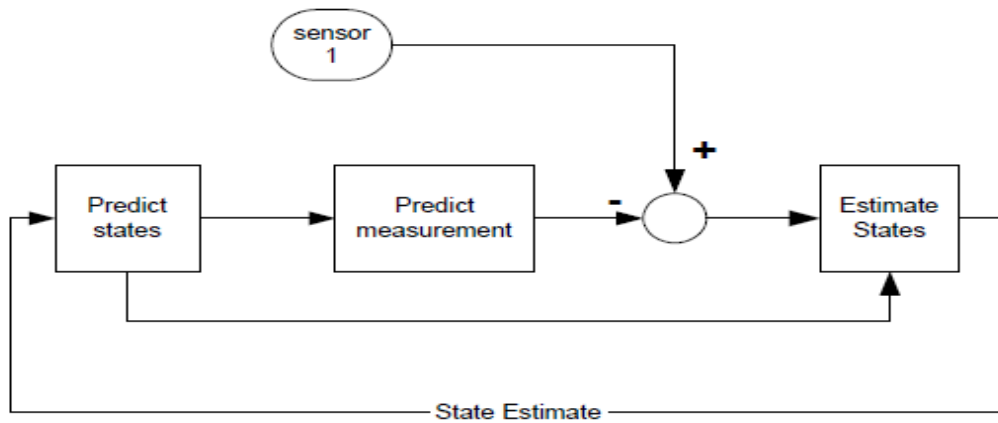 sensor
1
+
Predict
states
Predict
measurement
-
Estimate
States
State Estimate